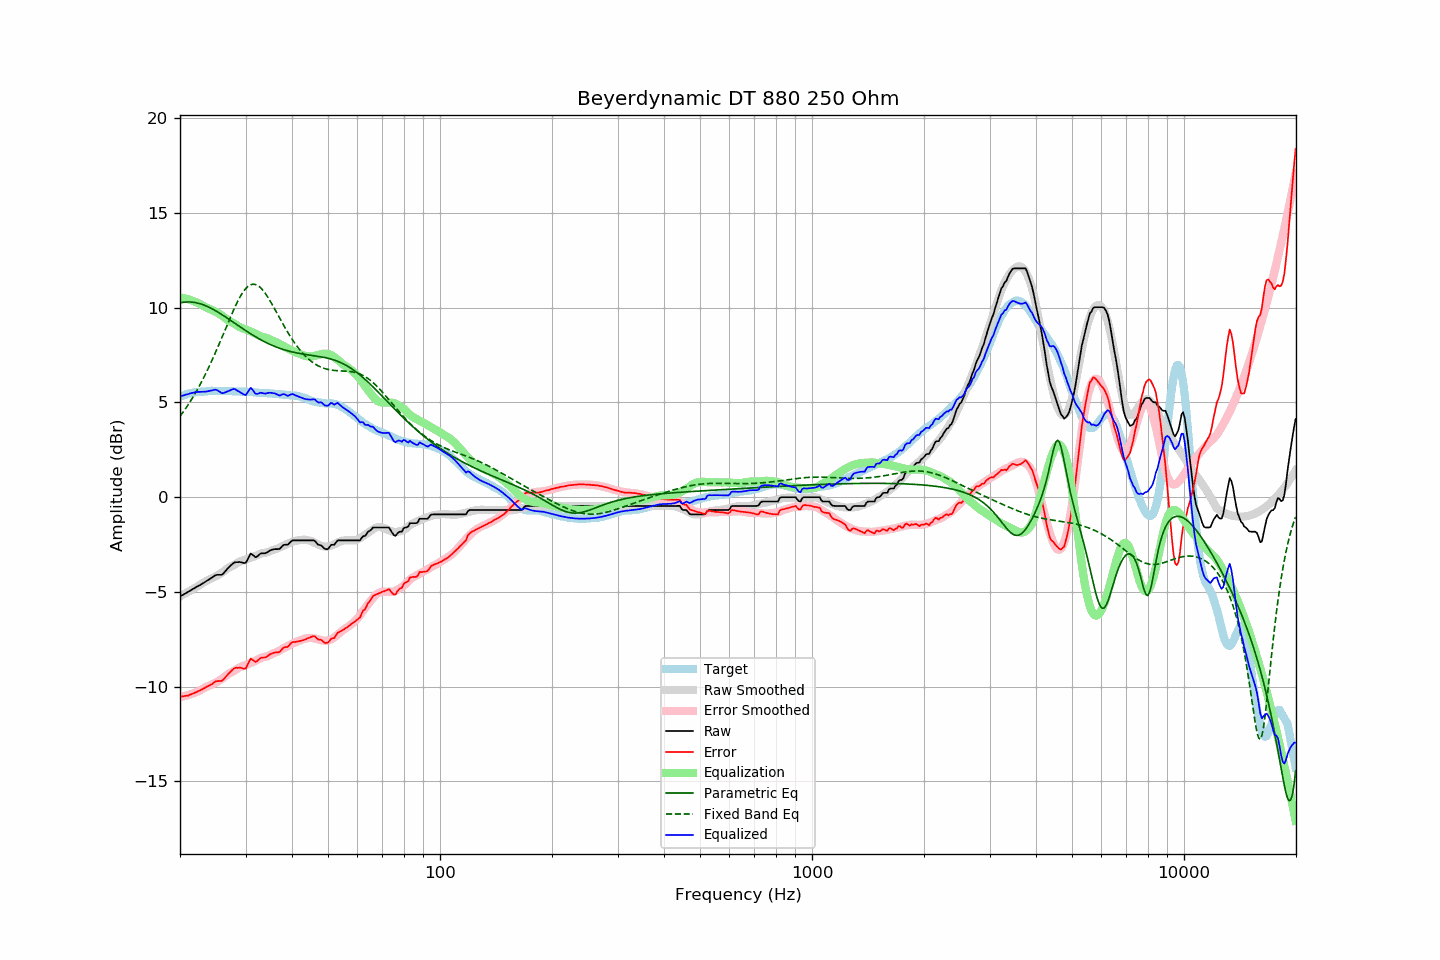 Beyerdynamic DT 880 250 Ohm
20
15
10
5
0
−5
−10
−15
Amplitude (dBr)
100
1000
10000
Frequency (Hz)
Target
Raw Smoothed
Error Smoothed
Raw
Error
Equalization
Parametric Eq
Fixed Band Eq
Equalized